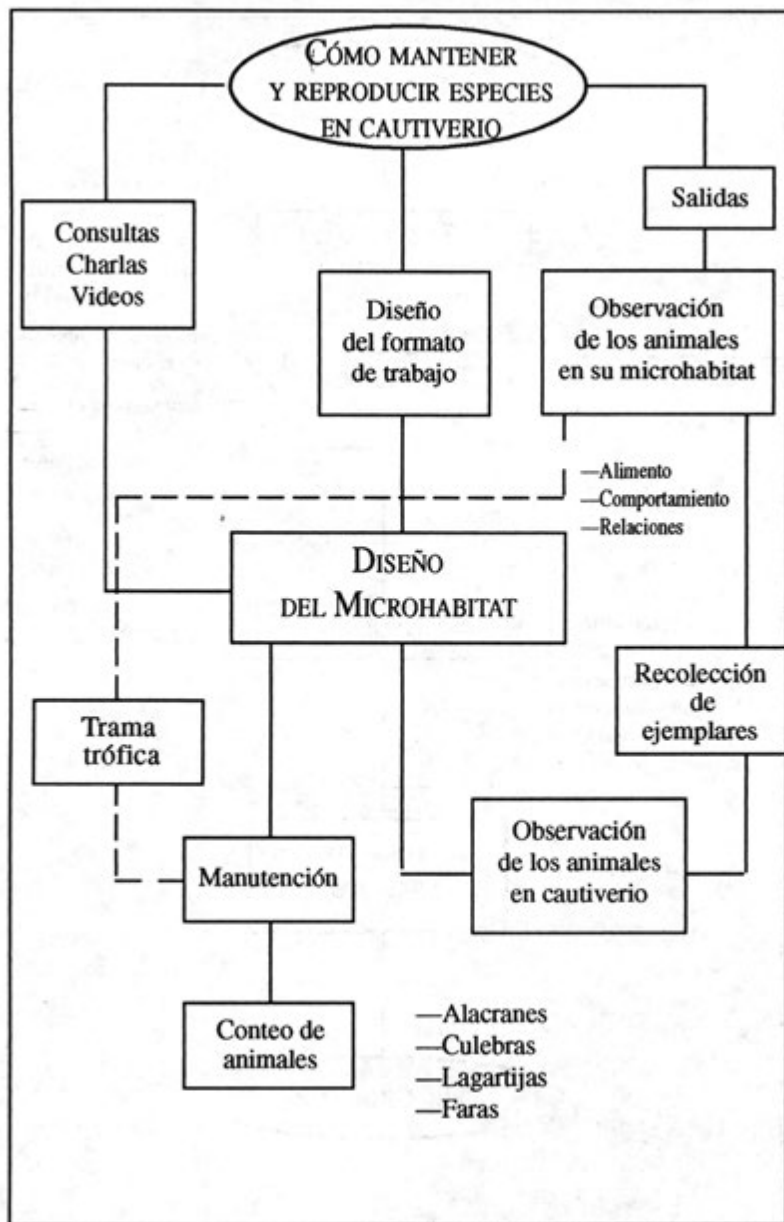 CÓMO MANTENER
Y REPRODUCIR ESPECIES
EN CAUTIVERIO
Salidas
Consultas
Charlas
Videos
Diseño
del formato
de trabajo
Observación
de los animales
en su microhabitat
—Alimento
—Comportamiento
—Relaciones
DISEÑO
DEL MICROHABITAT
Trama
trófica
Recolección
de
ejemplares
Manutención
Observación
de los animales
en cautiverio
Conteo de
animales
—Alacranes
—Culebras
—Lagartijas
—Faras